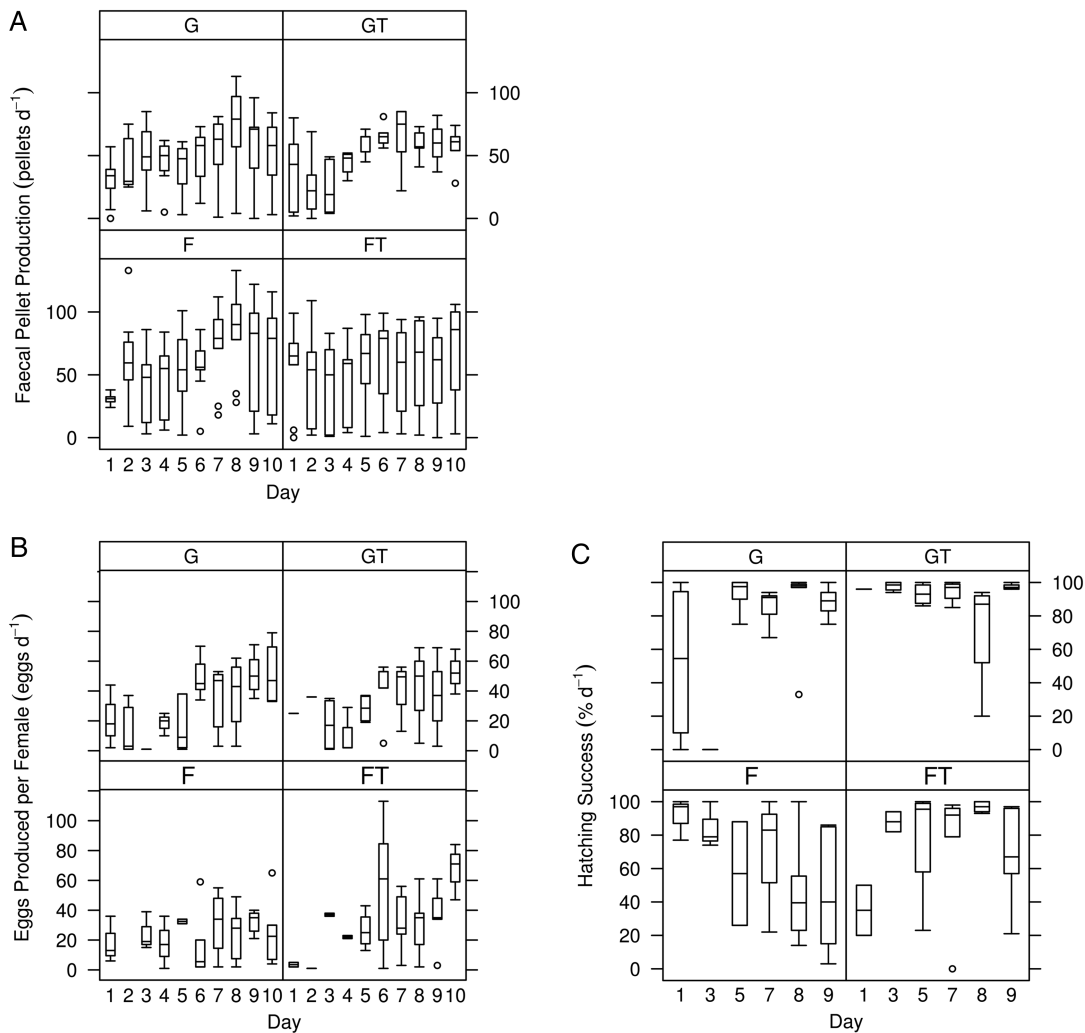 A
G GT
Faecal Pellet Production (pellets d⁻¹)
100
50
0
F FT
100
50
0
1 2 3 4 5 6 7 8 9 10 1 2 3 4 5 6 7 8 9 10
Day
B
G GT
Eggs Produced per Female (eggs d⁻¹)
100
80
60
40
20
0
F FT
100
80
60
40
20
0
1 2 3 4 5 6 7 8 9 10 1 2 3 4 5 6 7 8 9 10
Day
C
G GT
Hatching Success (% d⁻¹)
100
80
60
40
20
0
F FT
100
80
60
40
20
0
1 3 5 7 8 9 1 3 5 7 8 9
Day